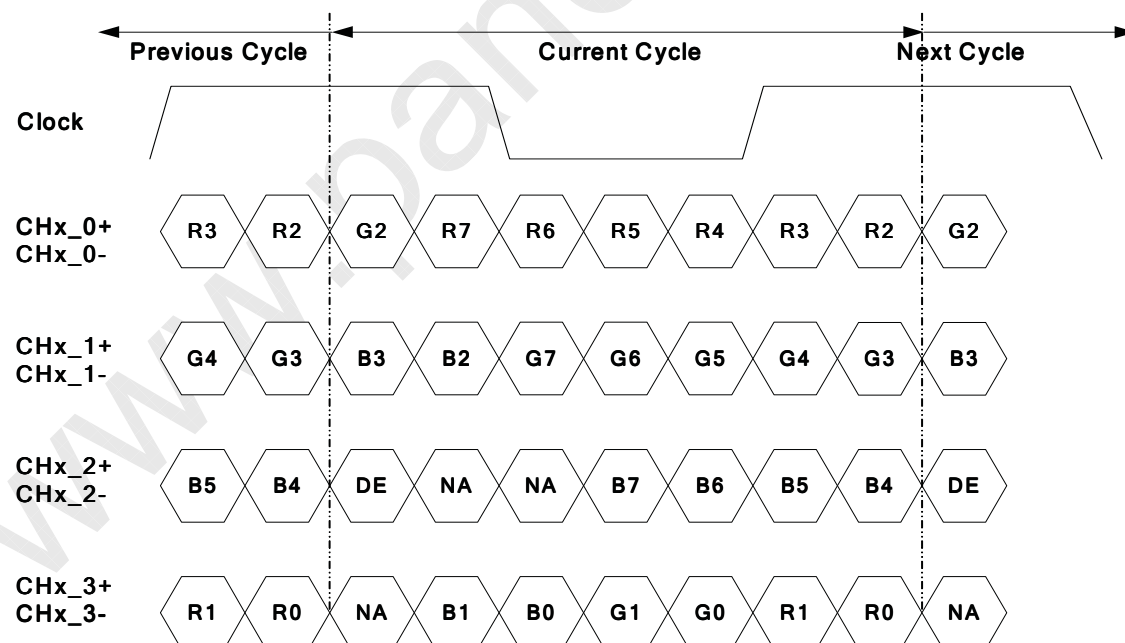 Previous Cycle Current Cycle Next Cycle
Clock
CHx_0+ R3 R2 G2 R7 R6 R5 R4 R3 R2 G2
CHx_0-
CHx_1+ G4 G3 B3 B2 G7 G6 G5 G4 G3 B3
CHx_1-
CHx_2+ B5 B4 DE NA NA B7 B6 B5 B4 DE
CHx_2-
CHx_3+ R1 R0 NA B1 B0 G1 G0 R1 R0 NA
CHx_3-